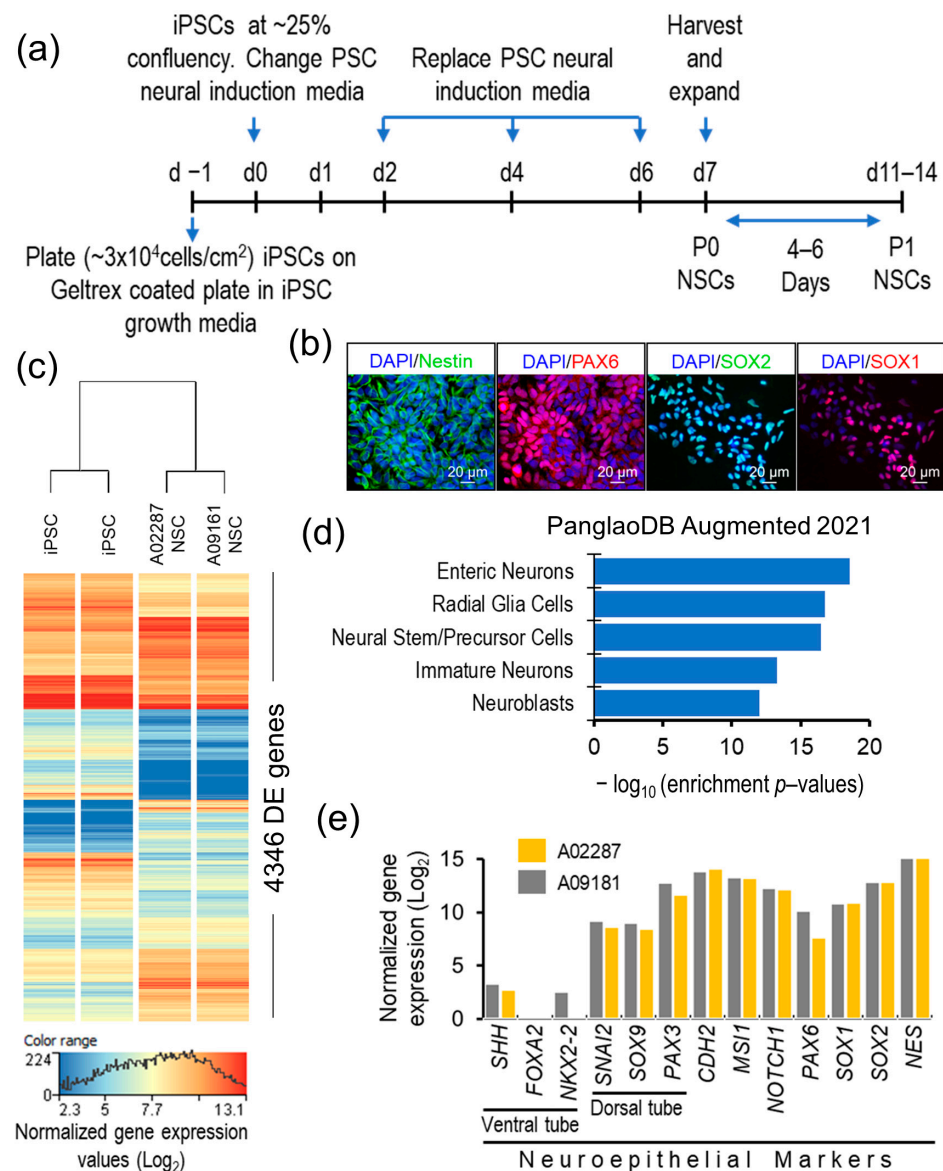 (a)
iPSCs at ~25%
confluency. Change PSC
neural induction media
Replace PSC neural
induction media
Harvest
and
expand
d −1 d0 d1 d2 d4 d6 d7 d11–14
Plate (~3x10⁴cells/cm²) iPSCs on
Geltrex coated plate in iPSC
growth media
P0
NSCs
4–6
Days
P1
NSCs
(b)
DAPI/Nestin DAPI/PAX6 DAPI/SOX2 DAPI/SOX1
20 µm 20 µm 20 µm 20 µm
(c)
iPSC
iPSC
A02287
NSC
A09161
NSC
4346 DE genes
Color range
224
0
2.3 5 7.7 13.1
Normalized gene expression
values (Log₂)
(d)
PanglaoDB Augmented 2021
Enteric Neurons
Radial Glia Cells
Neural Stem/Precursor Cells
Immature Neurons
Neuroblasts
0 5 10 15 20
− log₁₀ (enrichment p–values)
(e)
Normalized gene
expression (Log₂)
15
10
5
0
A02287
A09181
SHH
FOXA2
NKX2-2
SNAI2
SOX9
PAX3
CDH2
MSI1
NOTCH1
PAX6
SOX1
SOX2
NES
Ventral tube
Dorsal tube
Neuroepithelial Markers